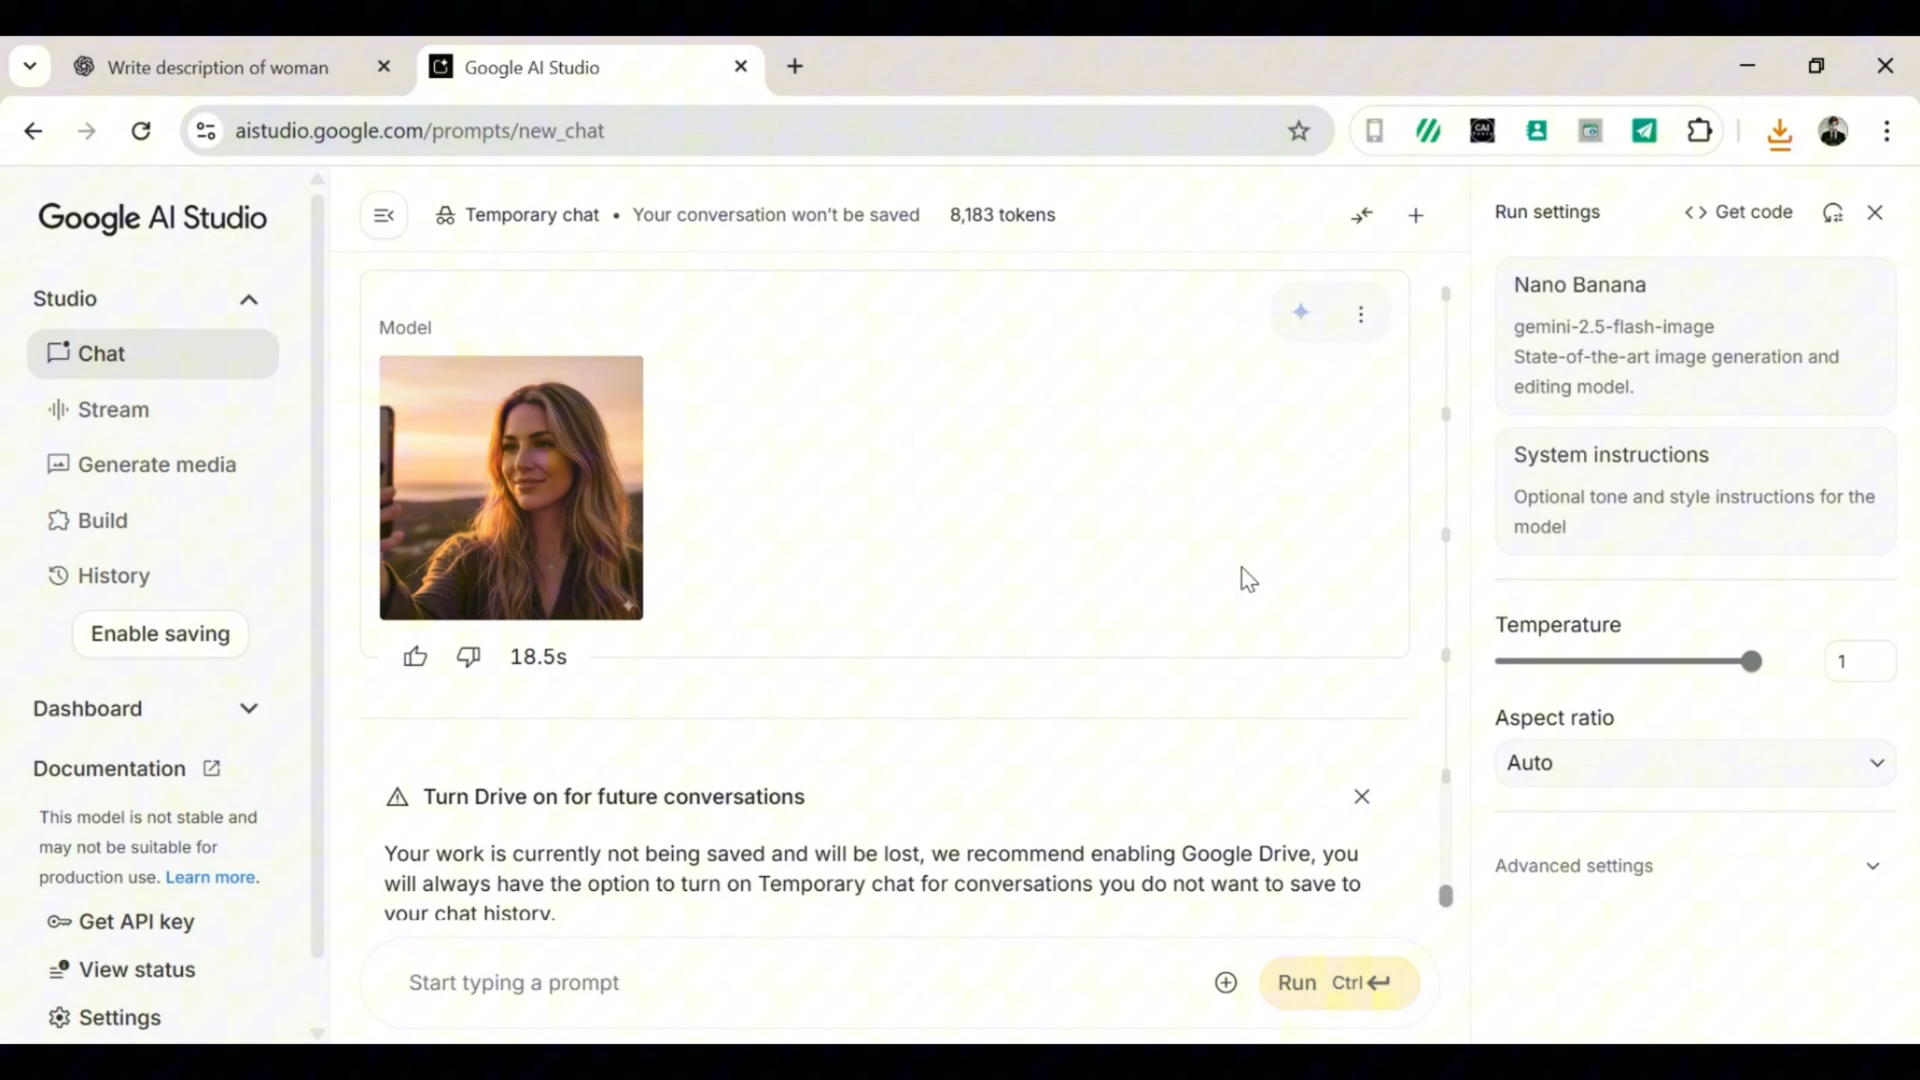 Write description of woman
Google AI Studio
aistudio.google.com/prompts/new_chat
CAI
Google AI Studio
Studio
Chat
Stream
Generate media
Build
History
Enable saving
Dashboard
Documentation
This model is not stable and
may not be suitable for
production use. Learn more.
Get API key
View status
Settings
Temporary chat • Your conversation won't be saved 8,183 tokens
Model
18.5s
Turn Drive on for future conversations
Your work is currently not being saved and will be lost, we recommend enabling Google Drive, you
will always have the option to turn on Temporary chat for conversations you do not want to save to
your chat history.
Start typing a prompt
Run Ctrl
Run settings
Get code
Nano Banana
gemini-2.5-flash-image
State-of-the-art image generation and
editing model.
System instructions
Optional tone and style instructions for the
model
Temperature
1
Aspect ratio
Auto
Advanced settings